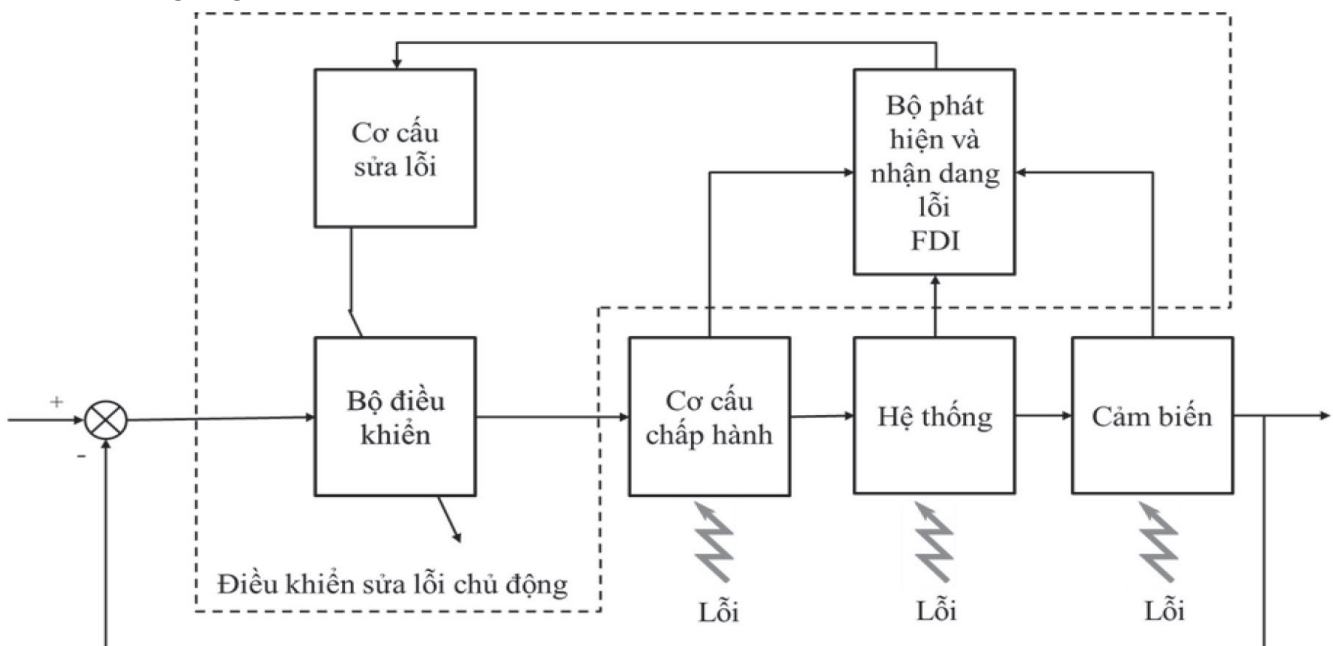 Cơ cấu
sửa lỗi
Bộ phát
hiện và
nhận dang
lỗi
FDI
+
-
Bộ điều
khiển
Cơ cấu
chấp hành
Hệ thống
Cảm biến
Điều khiển sửa lỗi chủ động
Lỗi
Lỗi
Lỗi